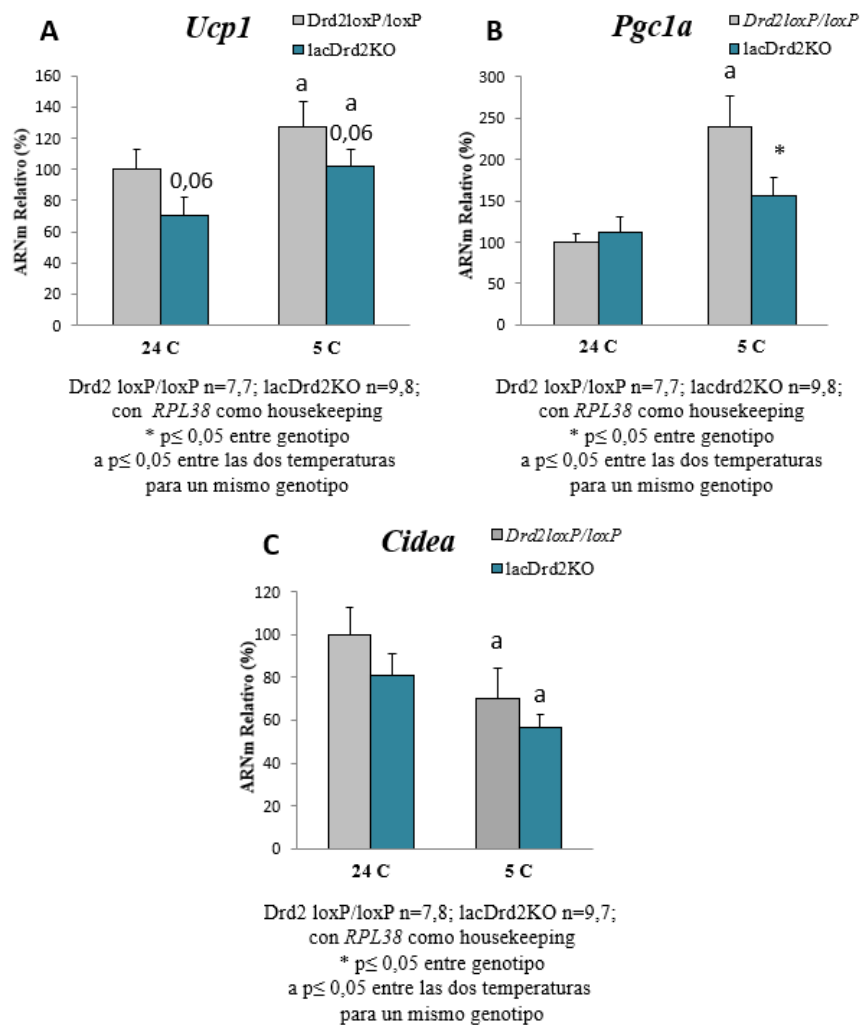 A
Ucp1
Drd2loxP/loxP
lacDrd2KO
ARNm Relativo (%)
160
140
120
100
80
60
40
20
0
0,06
a
a
0,06
24 C
5 C
Drd2 loxP/loxP n=7,7; lacDrd2KO n=9,8;
con RPL38 como housekeeping
* p≤ 0,05 entre genotipo
a p≤ 0,05 entre las dos temperaturas
para un mismo genotipo
B
Pgc1a
Drd2loxP/loxP
lacDrd2KO
ARNm Relativo (%)
300
250
200
150
100
50
0
a
*
24 C
5 C
Drd2 loxP/loxP n=7,7; lacdrd2KO n=9,8;
con RPL38 como housekeeping
* p≤ 0,05 entre genotipo
a p≤ 0,05 entre las dos temperaturas
para un mismo genotipo
C
Cidea
Drd2loxP/loxP
lacDrd2KO
ARNm Relativo (%)
120
100
80
60
40
20
0
a
a
24 C
5 C
Drd2 loxP/loxP n=7,8; lacDrd2KO n=9,7;
con RPL38 como housekeeping
* p≤ 0,05 entre genotipo
a p≤ 0,05 entre las dos temperaturas
para un mismo genotipo